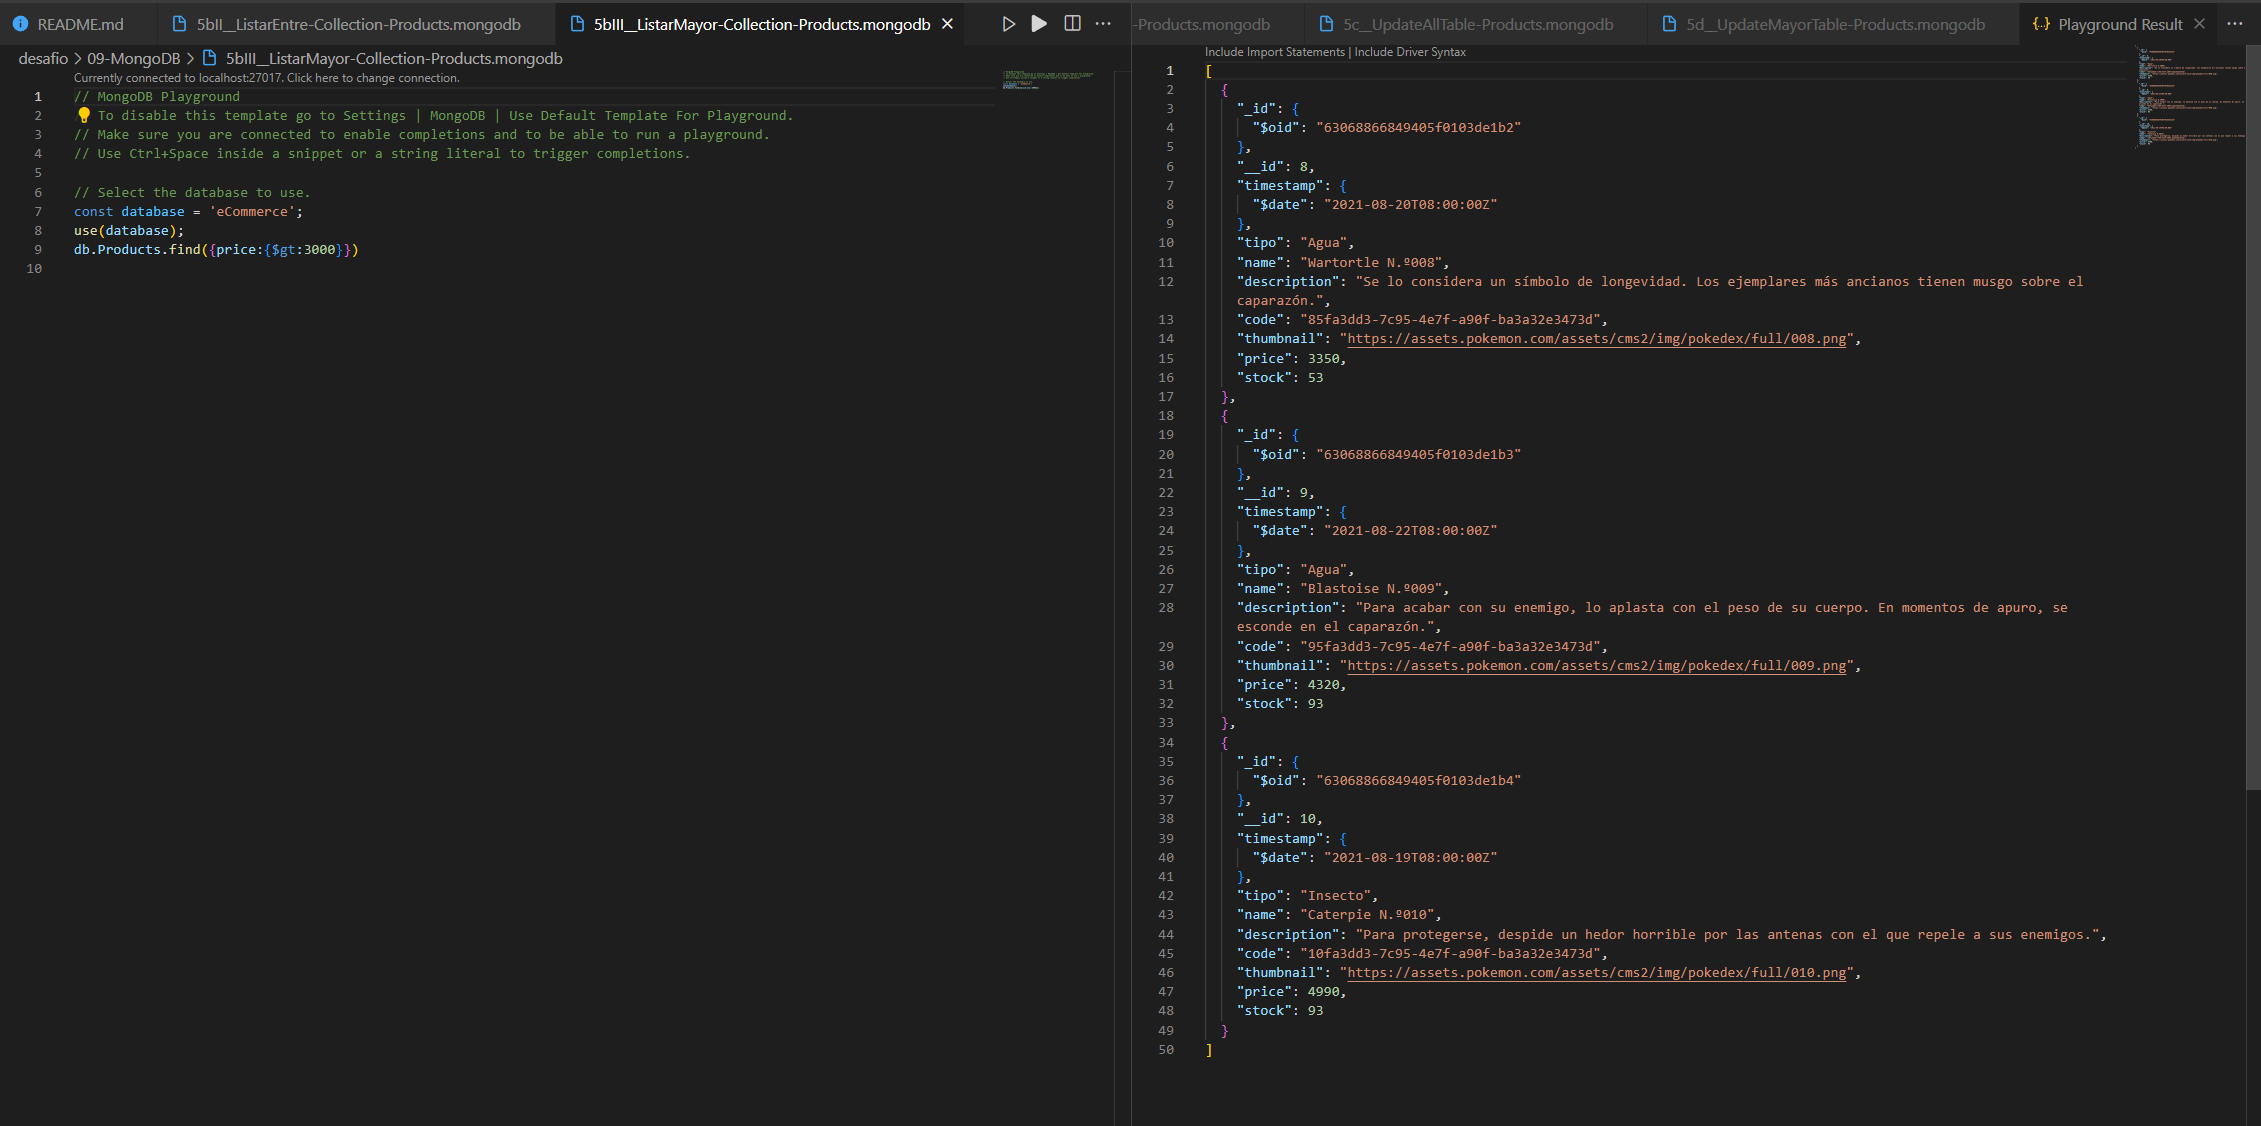 README.md
5bII__ListarEntre-Collection-Products.mongodb
5bIII__ListarMayor-Collection-Products.mongodb
-Products.mongodb
5c__UpdateAllTable-Products.mongodb
5d__UpdateMayorTable-Products.mongodb
{..} Playground Result
desafio > 09-MongoDB > 5bIII__ListarMayor-Collection-Products.mongodb
Currently connected to localhost:27017. Click here to change connection.
1 // MongoDB Playground
2 To disable this template go to Settings | MongoDB | Use Default Template For Playground.
3 // Make sure you are connected to enable completions and to be able to run a playground.
4 // Use Ctrl+Space inside a snippet or a string literal to trigger completions.
5
6 // Select the database to use.
7 const database = 'eCommerce';
8 use(database);
9 db.Products.find({price:{$gt:3000}})
10
Include Import Statements | Include Driver Syntax
1 [
2 {
3 "_id": {
4 "$oid": "63068866849405f0103de1b2"
5 },
6 "__id": 8,
7 "timestamp": {
8 "$date": "2021-08-20T08:00:00Z"
9 },
10 "tipo": "Agua",
11 "name": "Wartortle N.º008",
12 "description": "Se lo considera un símbolo de longevidad. Los ejemplares más ancianos tienen musgo sobre el
caparazón.",
13 "code": "85fa3dd3-7c95-4e7f-a90f-ba3a32e3473d",
14 "thumbnail": "https://assets.pokemon.com/assets/cms2/img/pokedex/full/008.png",
15 "price": 3350,
16 "stock": 53
17 },
18 {
19 "_id": {
20 "$oid": "63068866849405f0103de1b3"
21 },
22 "__id": 9,
23 "timestamp": {
24 "$date": "2021-08-22T08:00:00Z"
25 },
26 "tipo": "Agua",
27 "name": "Blastoise N.º009",
28 "description": "Para acabar con su enemigo, lo aplasta con el peso de su cuerpo. En momentos de apuro, se
esconde en el caparazón.",
29 "code": "95fa3dd3-7c95-4e7f-a90f-ba3a32e3473d",
30 "thumbnail": "https://assets.pokemon.com/assets/cms2/img/pokedex/full/009.png",
31 "price": 4320,
32 "stock": 93
33 },
34 {
35 "_id": {
36 "$oid": "63068866849405f0103de1b4"
37 },
38 "__id": 10,
39 "timestamp": {
40 "$date": "2021-08-19T08:00:00Z"
41 },
42 "tipo": "Insecto",
43 "name": "Caterpie N.º010",
44 "description": "Para protegerse, despide un hedor horrible por las antenas con el que repele a sus enemigos.",
45 "code": "10fa3dd3-7c95-4e7f-a90f-ba3a32e3473d",
46 "thumbnail": "https://assets.pokemon.com/assets/cms2/img/pokedex/full/010.png",
47 "price": 4990,
48 "stock": 93
49 }
50 ]